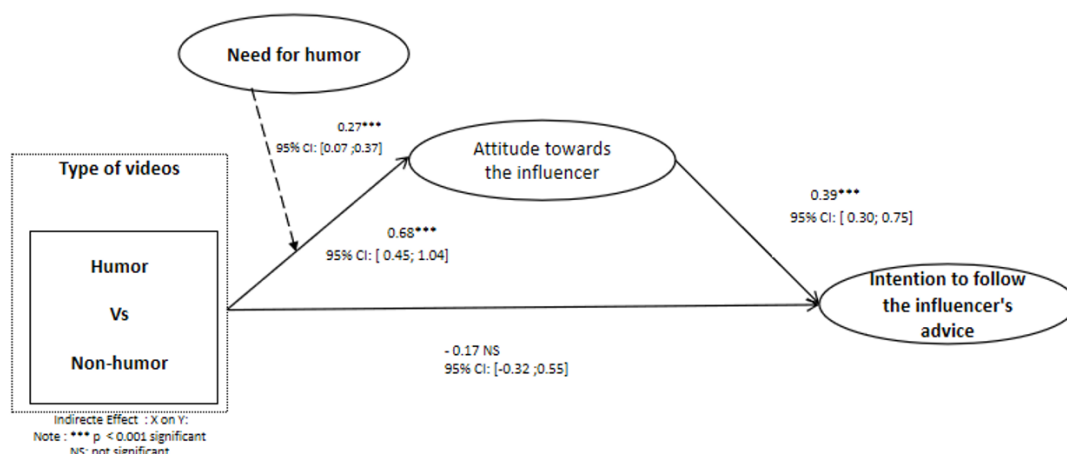 Need for humor
0.27***
95% CI: [0.07 ;0.37]
Attitude towards
the influencer
Type of videos
0.39***
95% CI: [ 0.30; 0.75]
0.68***
95% CI: [ 0.45; 1.04]
Humor
Vs
Non-humor
Intention to follow
the influencer's
advice
- 0.17 NS
95% CI: [-0.32 ;0.55]
Indirecte Effect : X on Y:
Note : *** p < 0.001 significant
NS: not significant